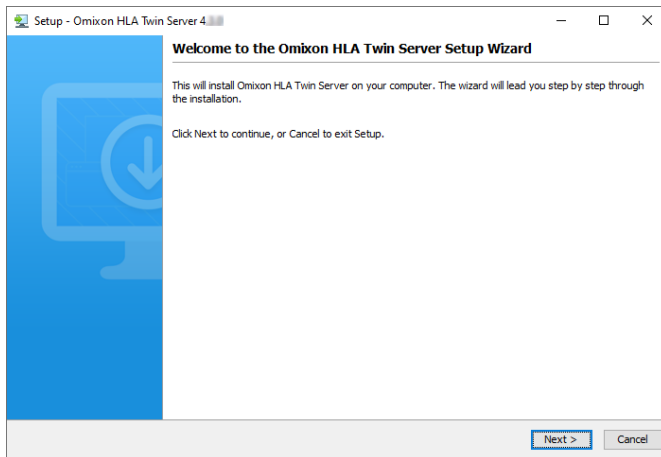 Setup - Omixon HLA Twin Server 4.
Welcome to the Omixon HLA Twin Server Setup Wizard
This will install Omixon HLA Twin Server on your computer. The wizard will lead you step by step through
the installation.
Click Next to continue, or Cancel to exit Setup.
Next >
Cancel